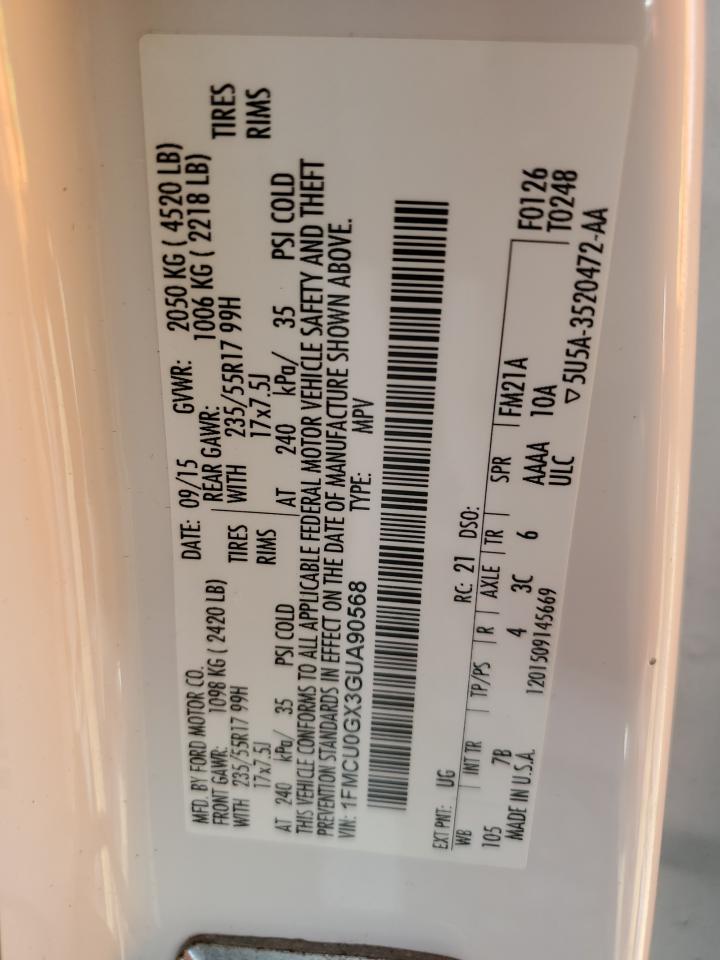 MFD. BY FORD MOTOR CO. DATE: 09/15 GVWR: 2050 KG ( 4520 LB)
FRONT GAWR: 1098 KG ( 2420 LB) REAR GAWR: 1006 KG ( 2218 LB)
WITH 235/55R17 99H TIRES WITH 235/55R17 99H TIRES
17x7.5J RIMS 17x7.5J RIMS
AT 240 kPa/ 35 PSI COLD AT 240 kPa/ 35 PSI COLD
THIS VEHICLE CONFORMS TO ALL APPLICABLE FEDERAL MOTOR VEHICLE SAFETY AND THEFT
PREVENTION STANDARDS IN EFFECT ON THE DATE OF MANUFACTURE SHOWN ABOVE.
VIN: 1FMCU0GX3GUA90568 TYPE: MPV
EXT PNT: UG RC: 21 DSO:
WB INT TR TP/PS R AXLE TR SPR FM21A F0126
105 7B 4 3C 6 AAAA 10A T0248
MADE IN U.S.A. ULC
1201509145669 ▽5U5A-3520472-AA